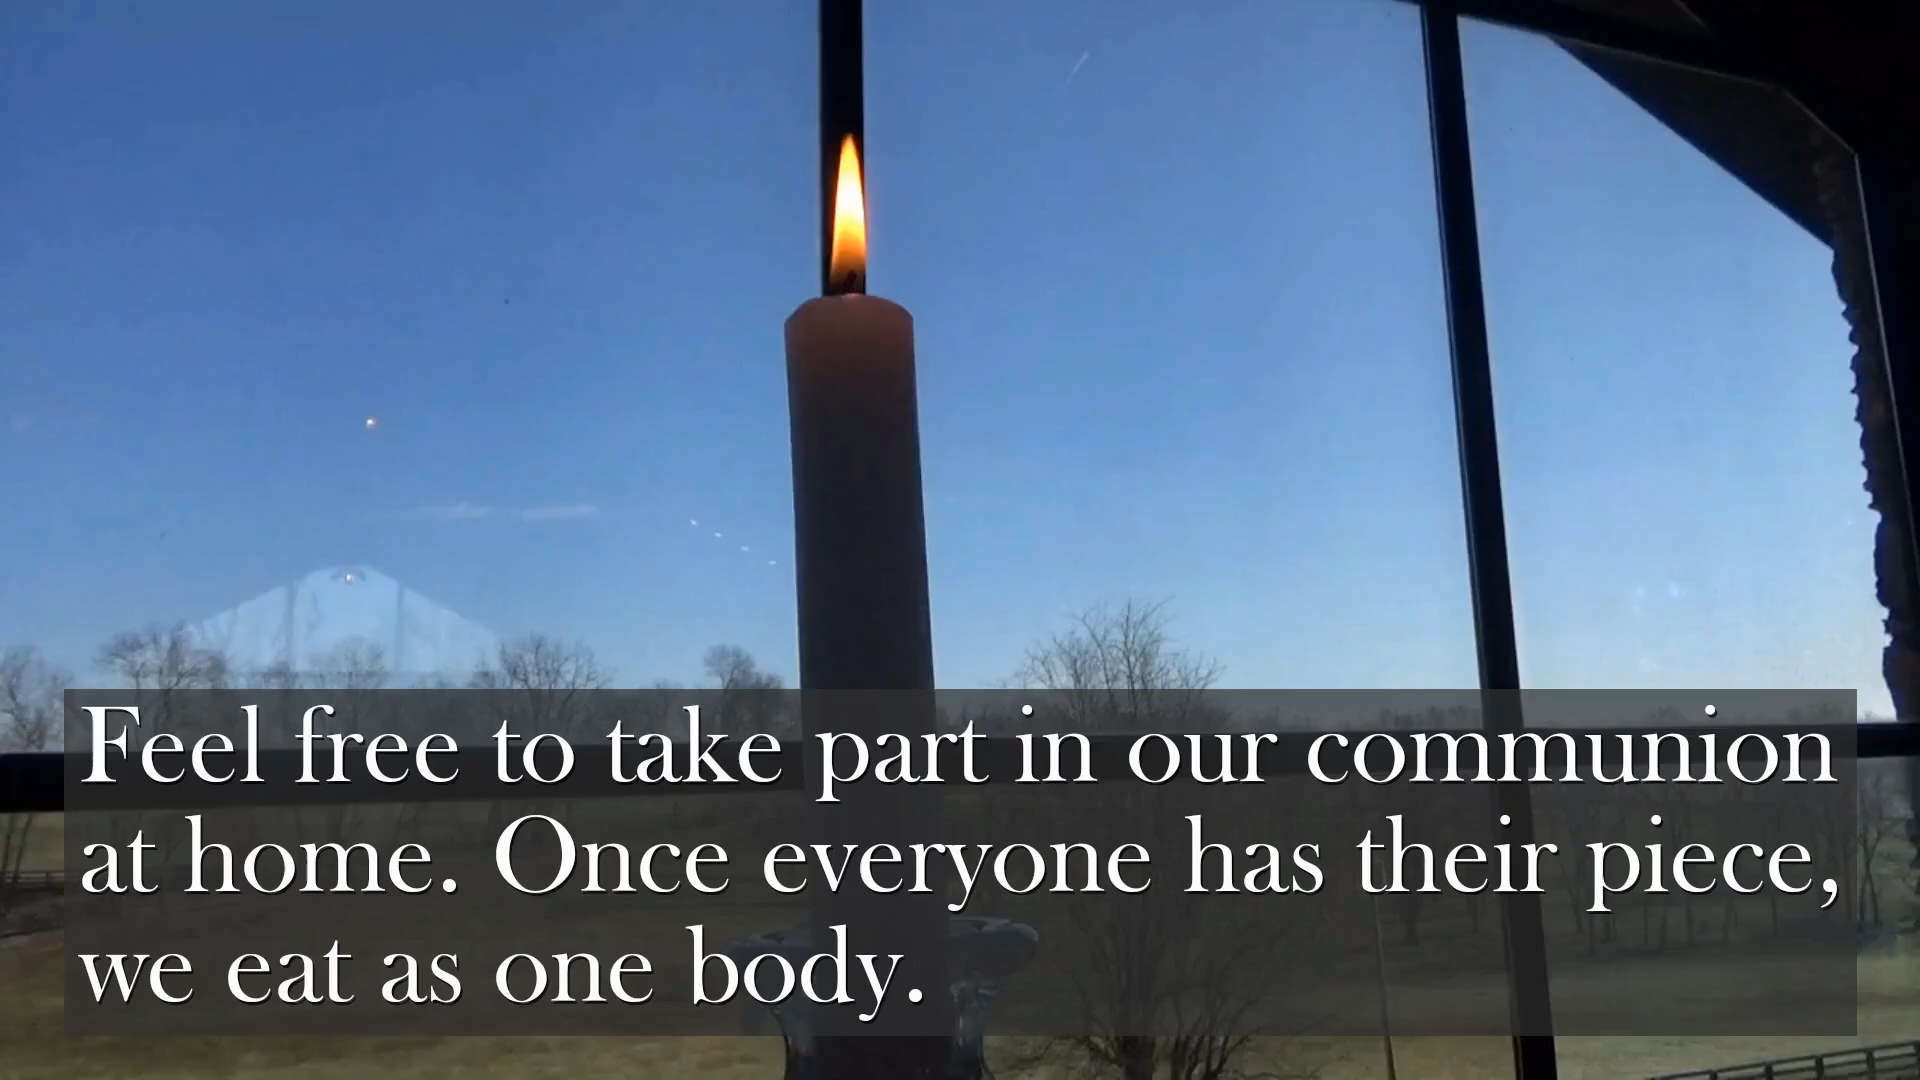 Feel free to take part in our communion
at home. Once everyone has their piece,
we eat as one body.